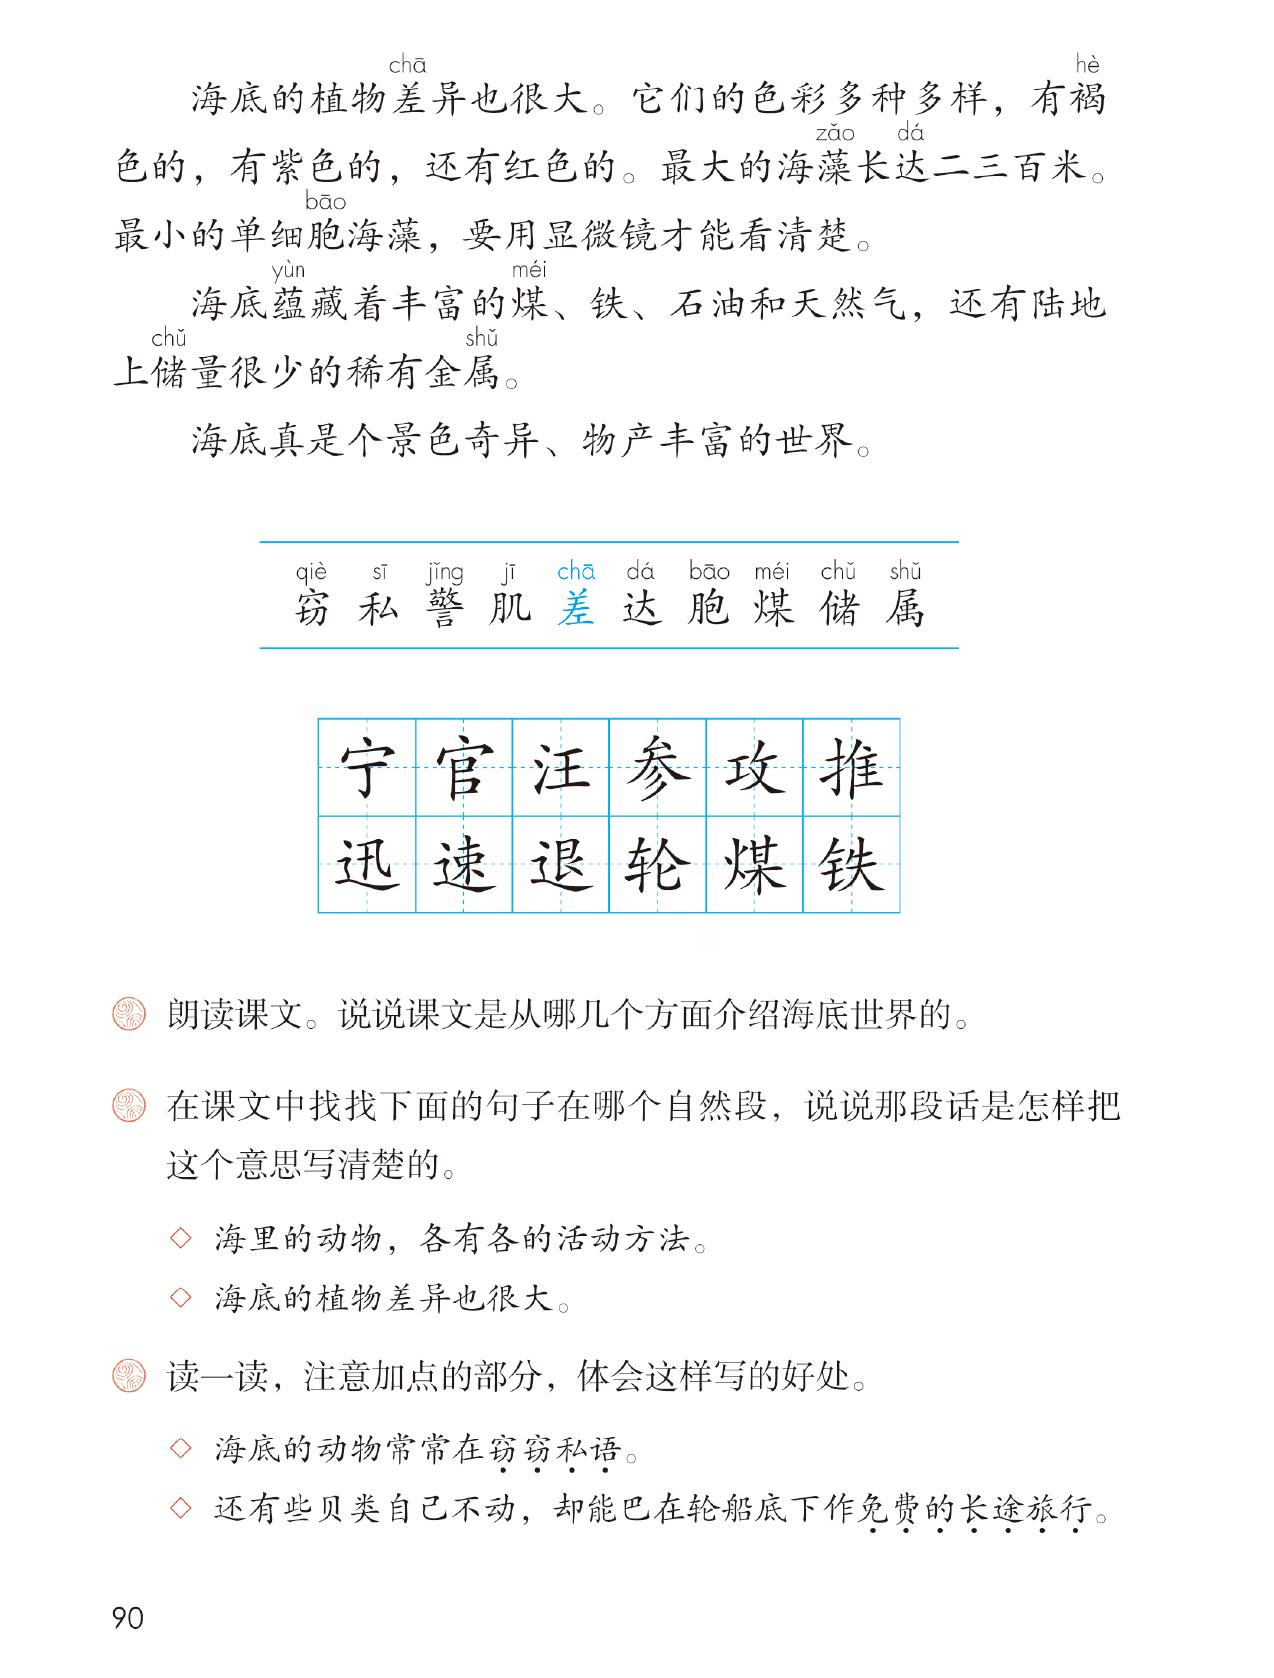 chā hè
海底的植物差异也很大。它们的色彩多种多样，有褐
zǎo dá
色的，有紫色的，还有红色的。最大的海藻长达二三百米。
bāo
最小的单细胞海藻，要用显微镜才能看清楚。
yùn méi
海底蕴藏着丰富的煤、铁、石油和天然气，还有陆地
chǔ shǔ
上储量很少的稀有金属。
海底真是个景色奇异、物产丰富的世界。
qiè sī jǐng jī chā dá bāo méi chǔ shǔ
窃 私 警 肌 差 达 胞 煤 储 属
宁 官 汪 参 攻 推
迅 速 退 轮 煤 铁
朗读课文。说说课文是从哪几个方面介绍海底世界的。
在课文中找找下面的句子在哪个自然段，说说那段话是怎样把
这个意思写清楚的。
◇ 海里的动物，各有各的活动方法。
◇ 海底的植物差异也很大。
读一读，注意加点的部分，体会这样写的好处。
◇ 海底的动物常常在窃窃私语。
◇ 还有些贝类自己不动，却能巴在轮船底下作免费的长途旅行。
90